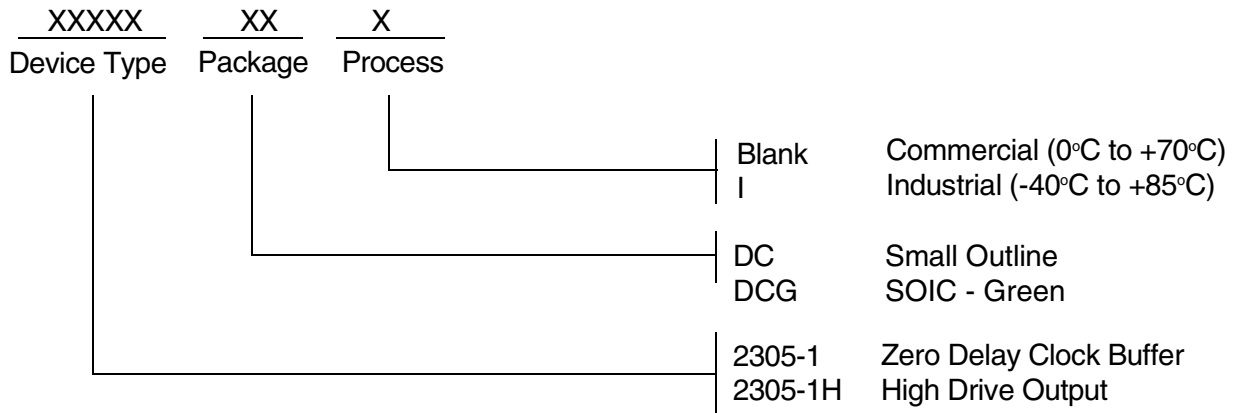 XXXXX XX X
Device Type Package Process
Blank Commercial (0°C to +70°C)
I Industrial (-40°C to +85°C)
DC Small Outline
DCG SOIC - Green
2305-1 Zero Delay Clock Buffer
2305-1H High Drive Output